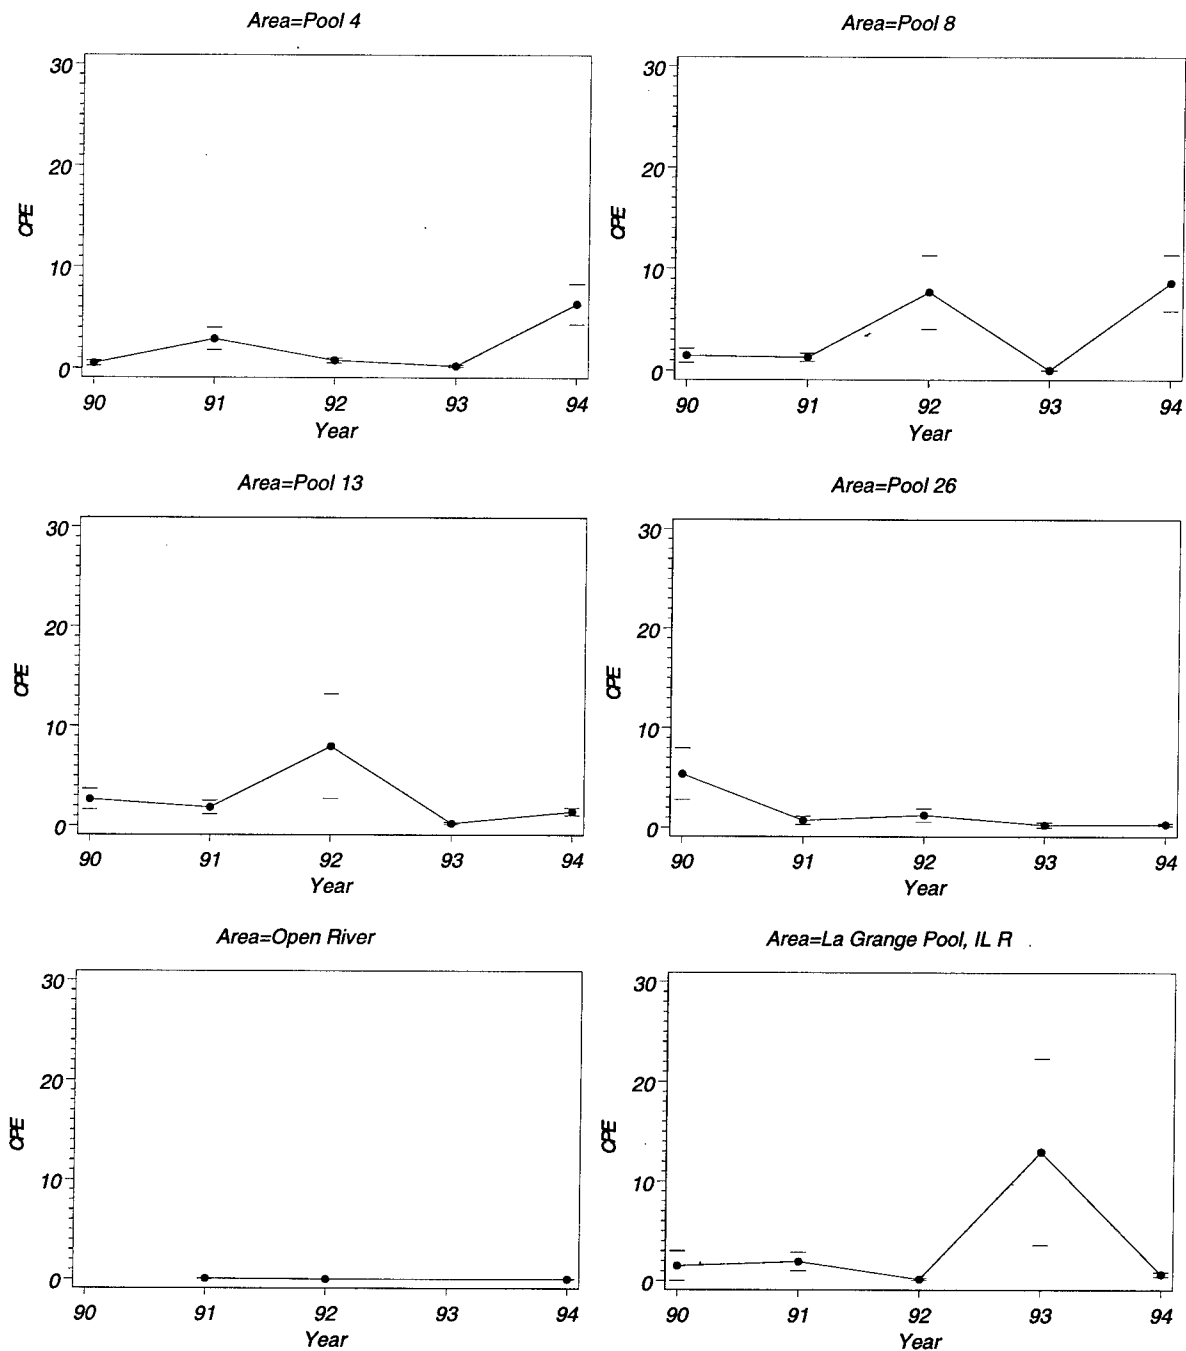 Area=Pool 4
30
20
10
0
CPE
90 91 92 93 94
Year
Area=Pool 8
30
20
10
0
CPE
90 91 92 93 94
Year
Area=Pool 13
30
20
10
0
CPE
90 91 92 93 94
Year
Area=Pool 26
30
20
10
0
CPE
90 91 92 93 94
Year
Area=Open River
30
20
10
0
CPE
90 91 92 93 94
Year
Area=La Grange Pool, IL R
30
20
10
0
CPE
90 91 92 93 94
Year